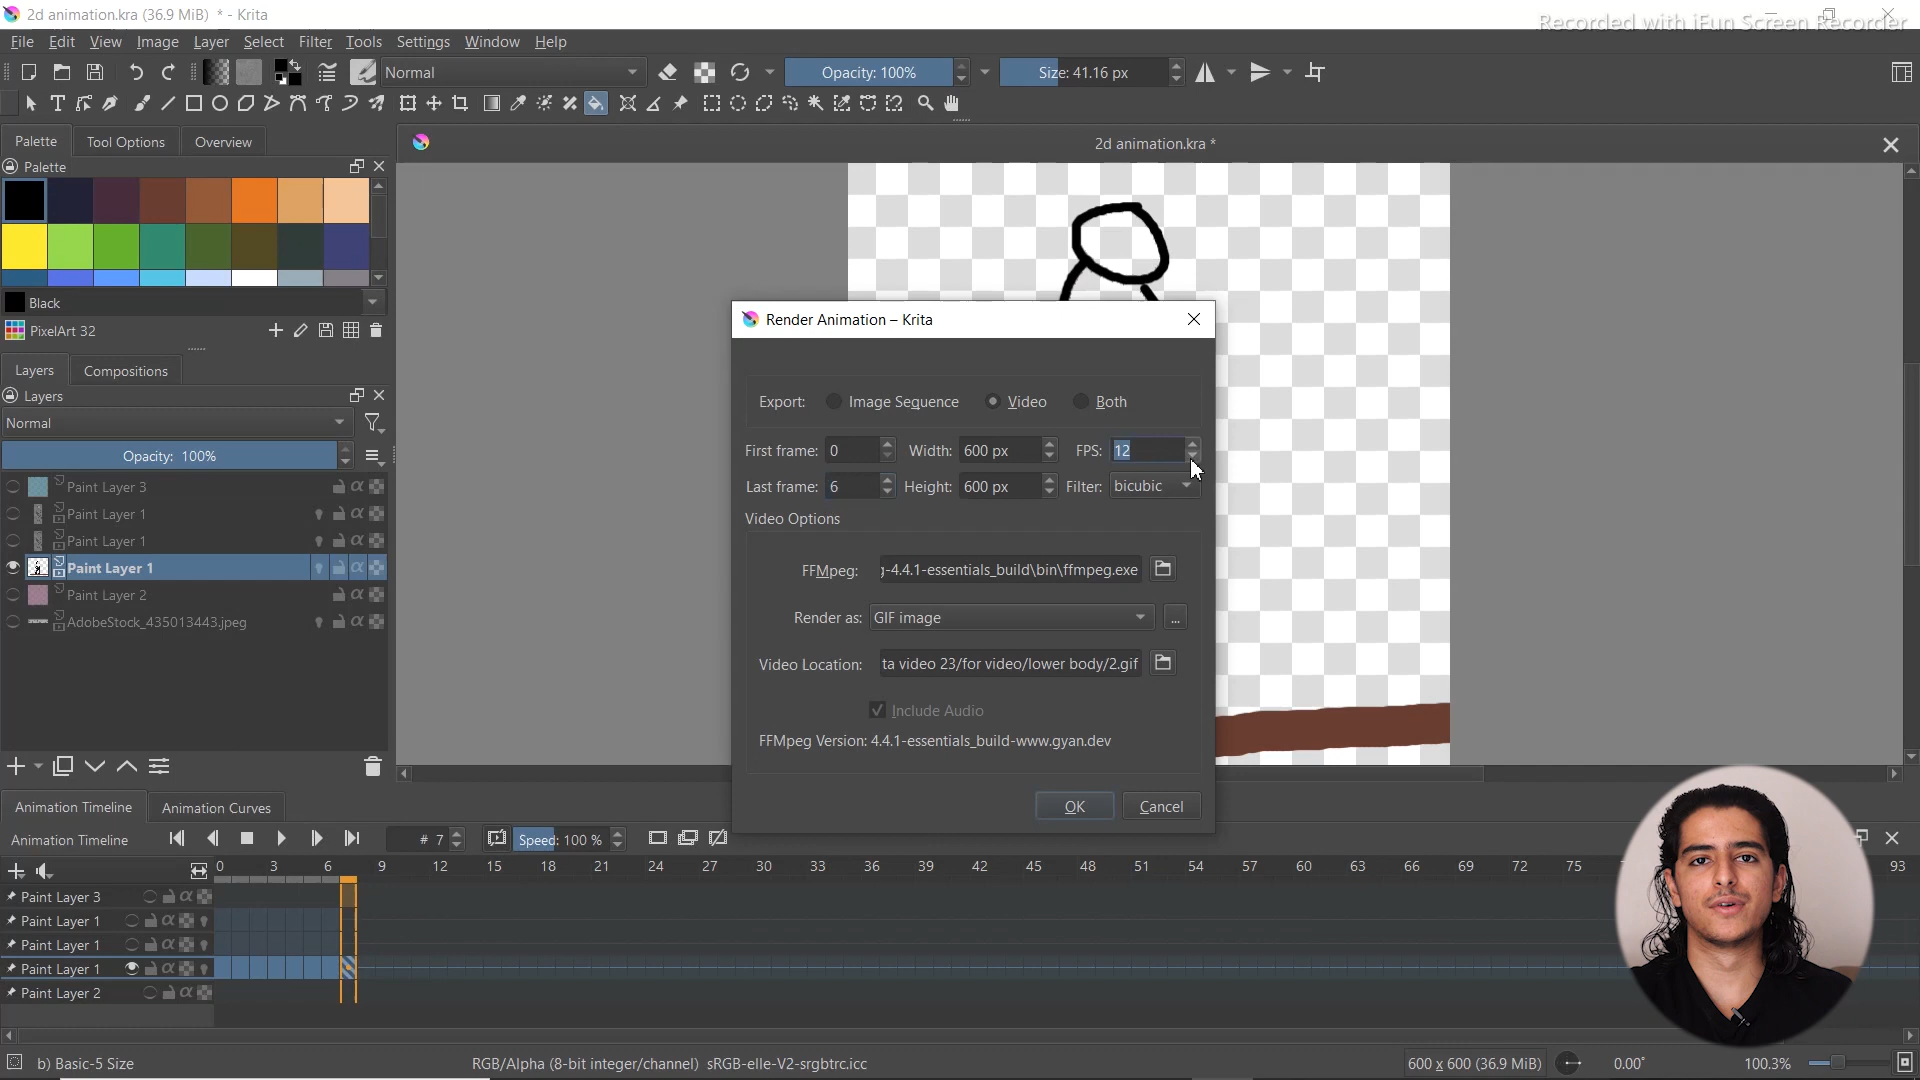 2d animation.kra (36.9 MiB) * - Krita
Recorded with iFun Screen Recorder
File Edit View Image Layer Select Filter Tools Settings Window Help
Normal Opacity: 100% Size: 41.16 px
Palette Tool Options Overview
2d animation.kra *
Palette
Black
PixelArt 32
Layers Compositions
Layers
Normal
Opacity: 100%
Paint Layer 3
Paint Layer 1
Paint Layer 1
Paint Layer 1
Paint Layer 2
AdobeStock_435013443.jpeg
Render Animation – Krita
Export: Image Sequence Video Both
First frame: 0 Width: 600 px FPS: 12
Last frame: 6 Height: 600 px Filter: bicubic
Video Options
FFMpeg: g-4.4.1-essentials_build\bin\ffmpeg.exe
Render as: GIF image ...
Video Location: ta video 23/for video/lower body/2.gif
Include Audio
FFMpeg Version: 4.4.1-essentials_build-www.gyan.dev
OK Cancel
Animation Timeline Animation Curves
Animation Timeline # 7 Speed: 100 %
0 3 6 9 12 15 18 21 24 27 30 33 36 39 42 45 48 51 54 57 60 63 66 69 72 75 93
Paint Layer 3
Paint Layer 1
Paint Layer 1
Paint Layer 1
Paint Layer 2
b) Basic-5 Size RGB/Alpha (8-bit integer/channel) sRGB-elle-V2-srgbtrc.icc 600 x 600 (36.9 MiB) 0.00° 100.3%